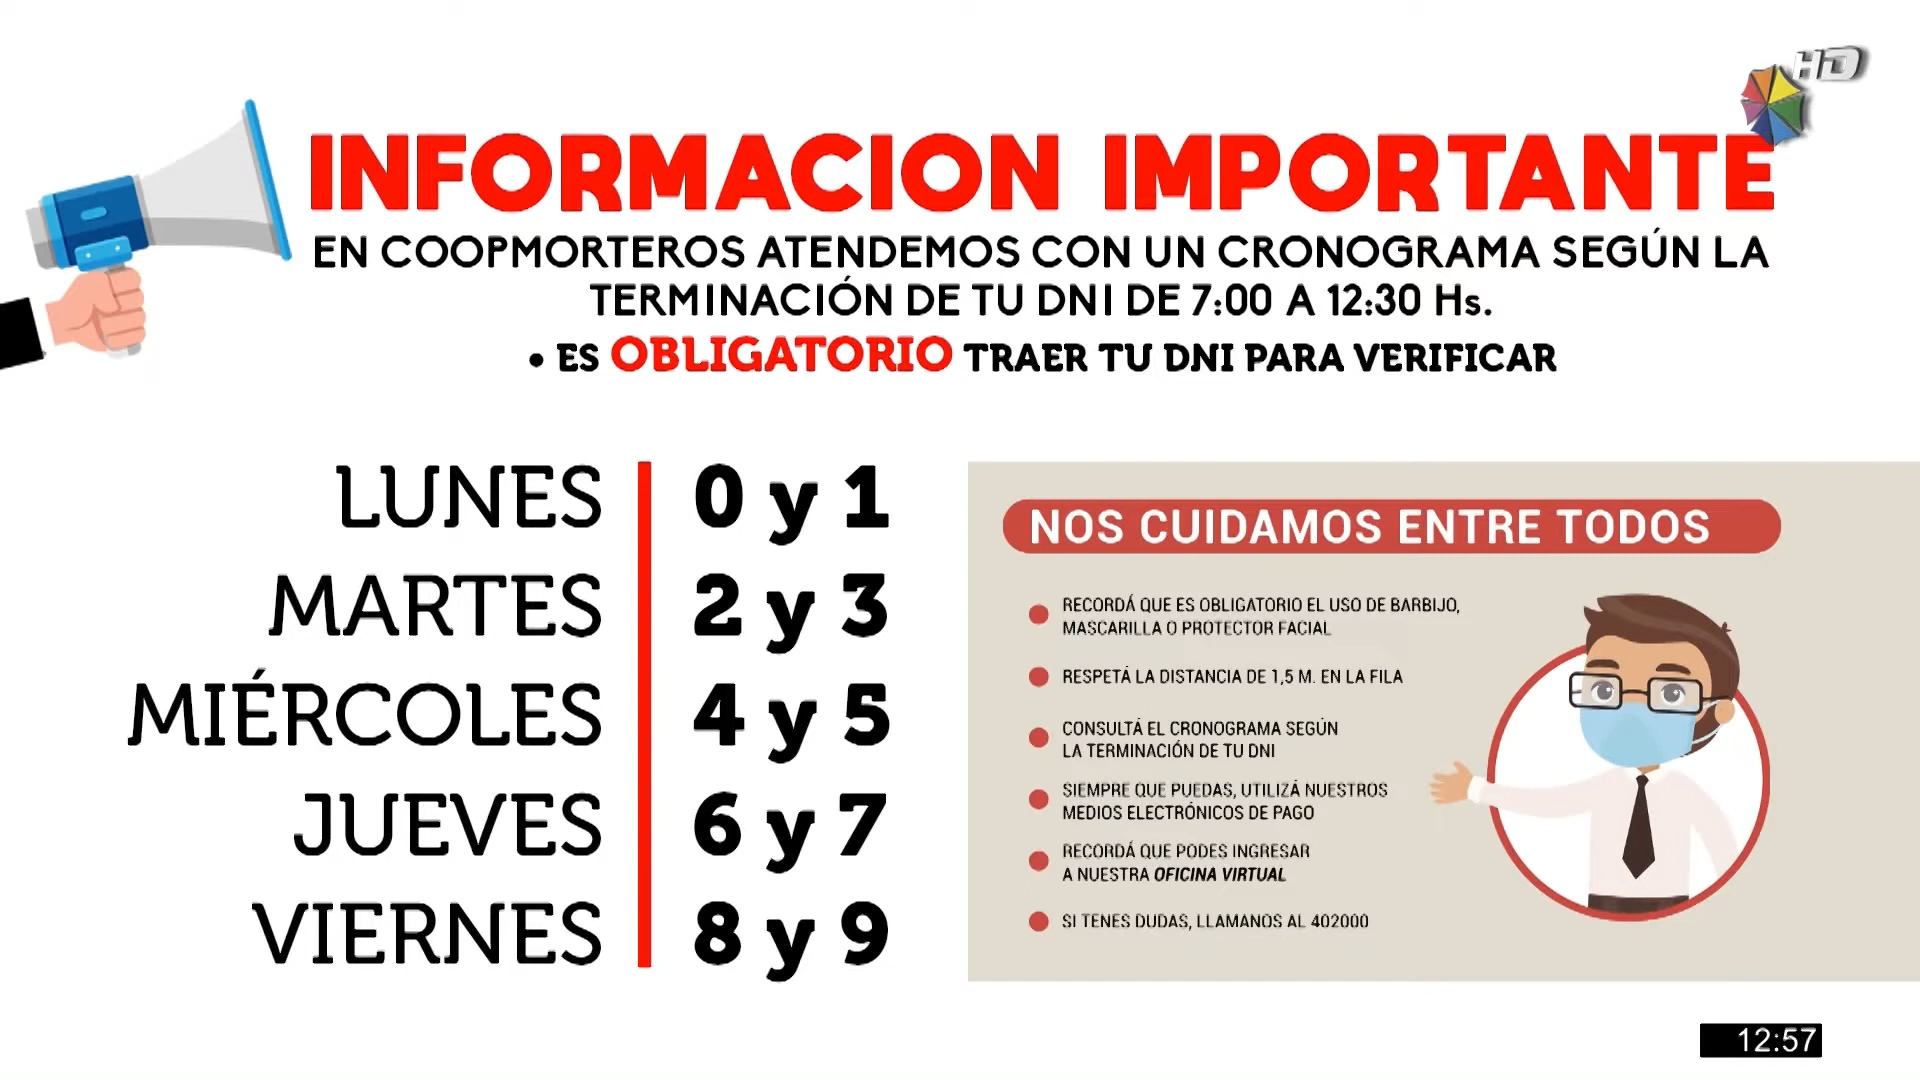 HD
INFORMACION IMPORTANTE
EN COOPMORTEROS ATENDEMOS CON UN CRONOGRAMA SEGÚN LA
TERMINACIÓN DE TU DNI DE 7:00 A 12:30 Hs.
• ES OBLIGATORIO TRAER TU DNI PARA VERIFICAR
LUNES 0 y 1
MARTES 2 y 3
MIÉRCOLES 4 y 5
JUEVES 6 y 7
VIERNES 8 y 9
NOS CUIDAMOS ENTRE TODOS
RECORDÁ QUE ES OBLIGATORIO EL USO DE BARBIJO,
MASCARILLA O PROTECTOR FACIAL
RESPETÁ LA DISTANCIA DE 1,5 M. EN LA FILA
CONSULTÁ EL CRONOGRAMA SEGÚN
LA TERMINACIÓN DE TU DNI
SIEMPRE QUE PUEDAS, UTILIZÁ NUESTROS
MEDIOS ELECTRÓNICOS DE PAGO
RECORDÁ QUE PODES INGRESAR
A NUESTRA OFICINA VIRTUAL
SI TENES DUDAS, LLAMANOS AL 402000
12:57